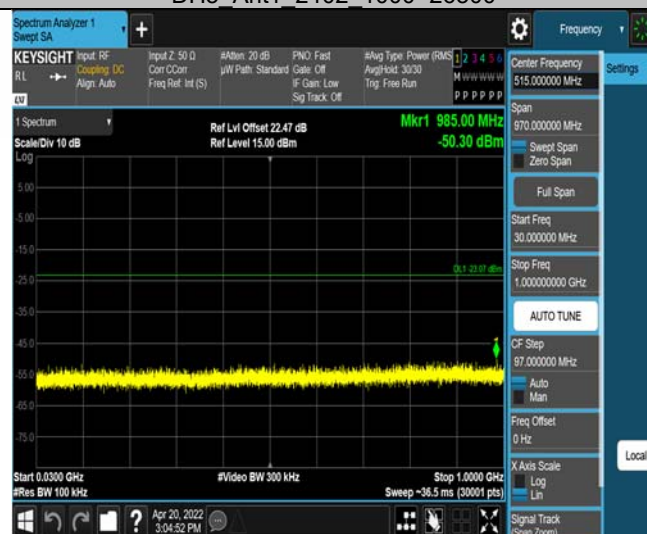 Spectrum Analyzer 1
Swept SA
+
Frequency
KEYSIGHT
Input: RF
Input Z: 50 Ω
#Atten: 20 dB
PNO: Fast
#Avg Type: Power (RMS)
1 2 3 4 5 6
RL
Coupling: DC
Corr CCorr
µW Path: Standard
Gate: Off
Avg|Hold: 30/30
M W W W W W
Align: Auto
Freq Ref: Int (S)
IF Gain: Low
Trig: Free Run
Sig Track: Off
P P P P P P
LXI
1 Spectrum
Ref Lvl Offset 22.47 dB
Mkr1 985.00 MHz
Scale/Div 10 dB
Ref Level 15.00 dBm
-50.30 dBm
Log
5.00
-5.00
-15.0
-25.0
DL1 -23.07 dBm
-35.0
-45.0
-55.0
-65.0
-75.0
Start 0.0300 GHz
#Video BW 300 kHz
Stop 1.0000 GHz
#Res BW 100 kHz
Sweep ~36.5 ms (30001 pts)
Apr 20, 2022
3:04:52 PM
Center Frequency
515.000000 MHz
Settings
Span
970.000000 MHz
Swept Span
Zero Span
Full Span
Start Freq
30.000000 MHz
Stop Freq
1.000000000 GHz
AUTO TUNE
CF Step
97.000000 MHz
Auto
Man
Freq Offset
0 Hz
X Axis Scale
Log
Lin
Local
Signal Track
(Span Zoom)